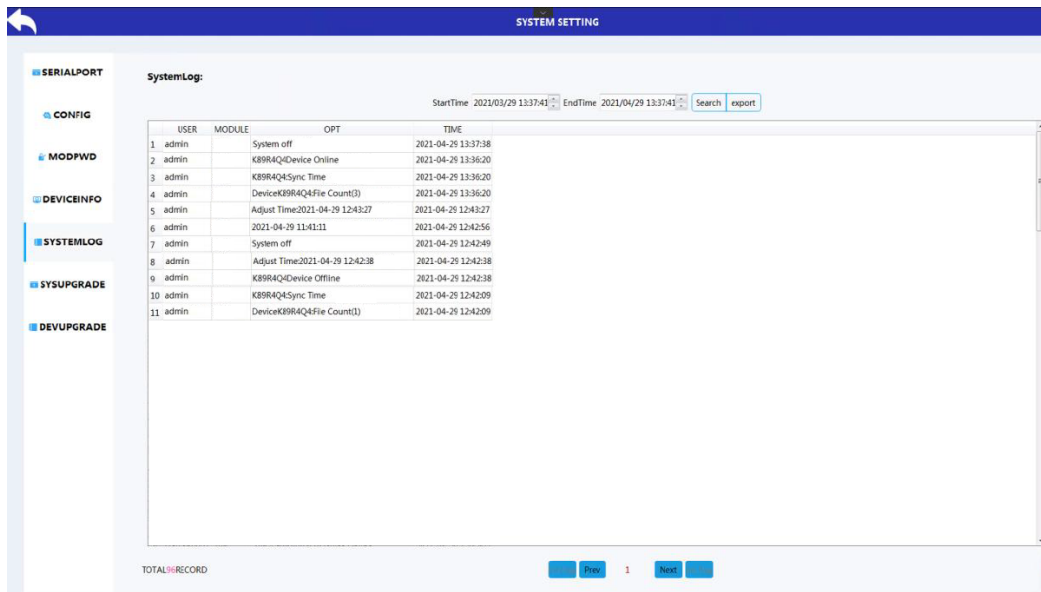 SYSTEM SETTING
SERIALPORT
CONFIG
MODPWD
DEVICEINFO
SYSTEMLOG
SYSUPGRADE
DEVUPGRADE
SystemLog:
StartTime 2021/03/29 13:37:41 EndTime 2021/04/29 13:37:41 Search export
USER MODULE OPT TIME
1 admin System off 2021-04-29 13:37:38
2 admin K89R4Q4Device Online 2021-04-29 13:36:20
3 admin K89R4Q4:Sync Time 2021-04-29 13:36:20
4 admin DeviceK89R4Q4:File Count(3) 2021-04-29 13:36:20
5 admin Adjust Time:2021-04-29 12:43:27 2021-04-29 12:43:27
6 admin 2021-04-29 11:41:11 2021-04-29 12:42:56
7 admin System off 2021-04-29 12:42:49
8 admin Adjust Time:2021-04-29 12:42:38 2021-04-29 12:42:38
9 admin K89R4Q4Device Offline 2021-04-29 12:42:38
10 admin K89R4Q4:Sync Time 2021-04-29 12:42:09
11 admin DeviceK89R4Q4:File Count(1) 2021-04-29 12:42:09
TOTAL96RECORD
Prev 1 Next